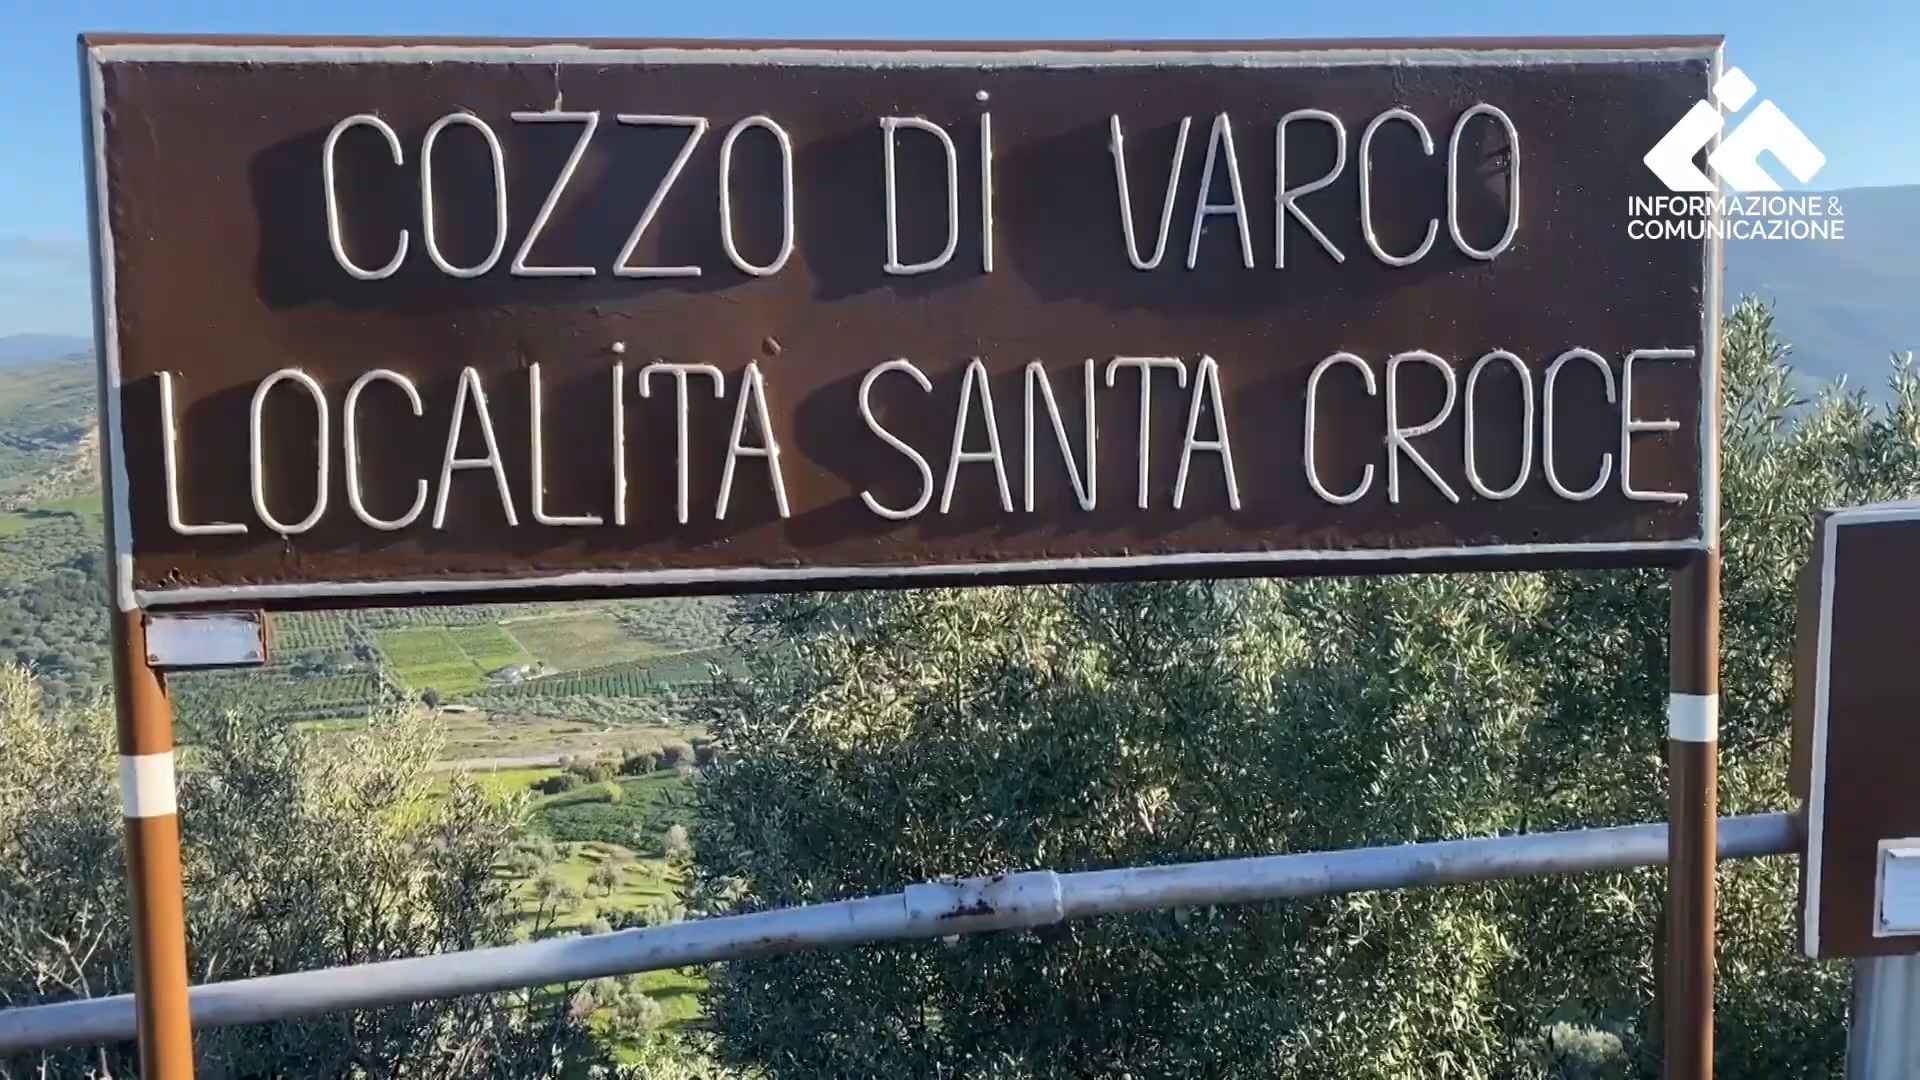 COZZO Di VARCO
LOCALiTA SANTA CROCE
INFORMAZIONE &
COMUNICAZIONE